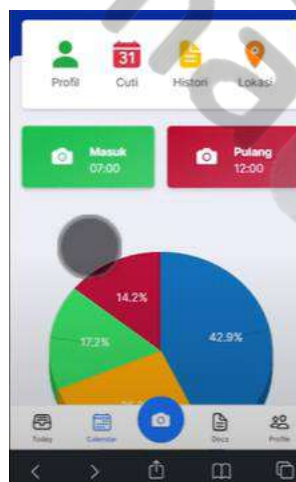 31
Profil Cuti Histori Lokasi
Masuk
07:00
Pulang
12:00
14.2%
17.2%
42.9%
Today Calendar Docs Profile